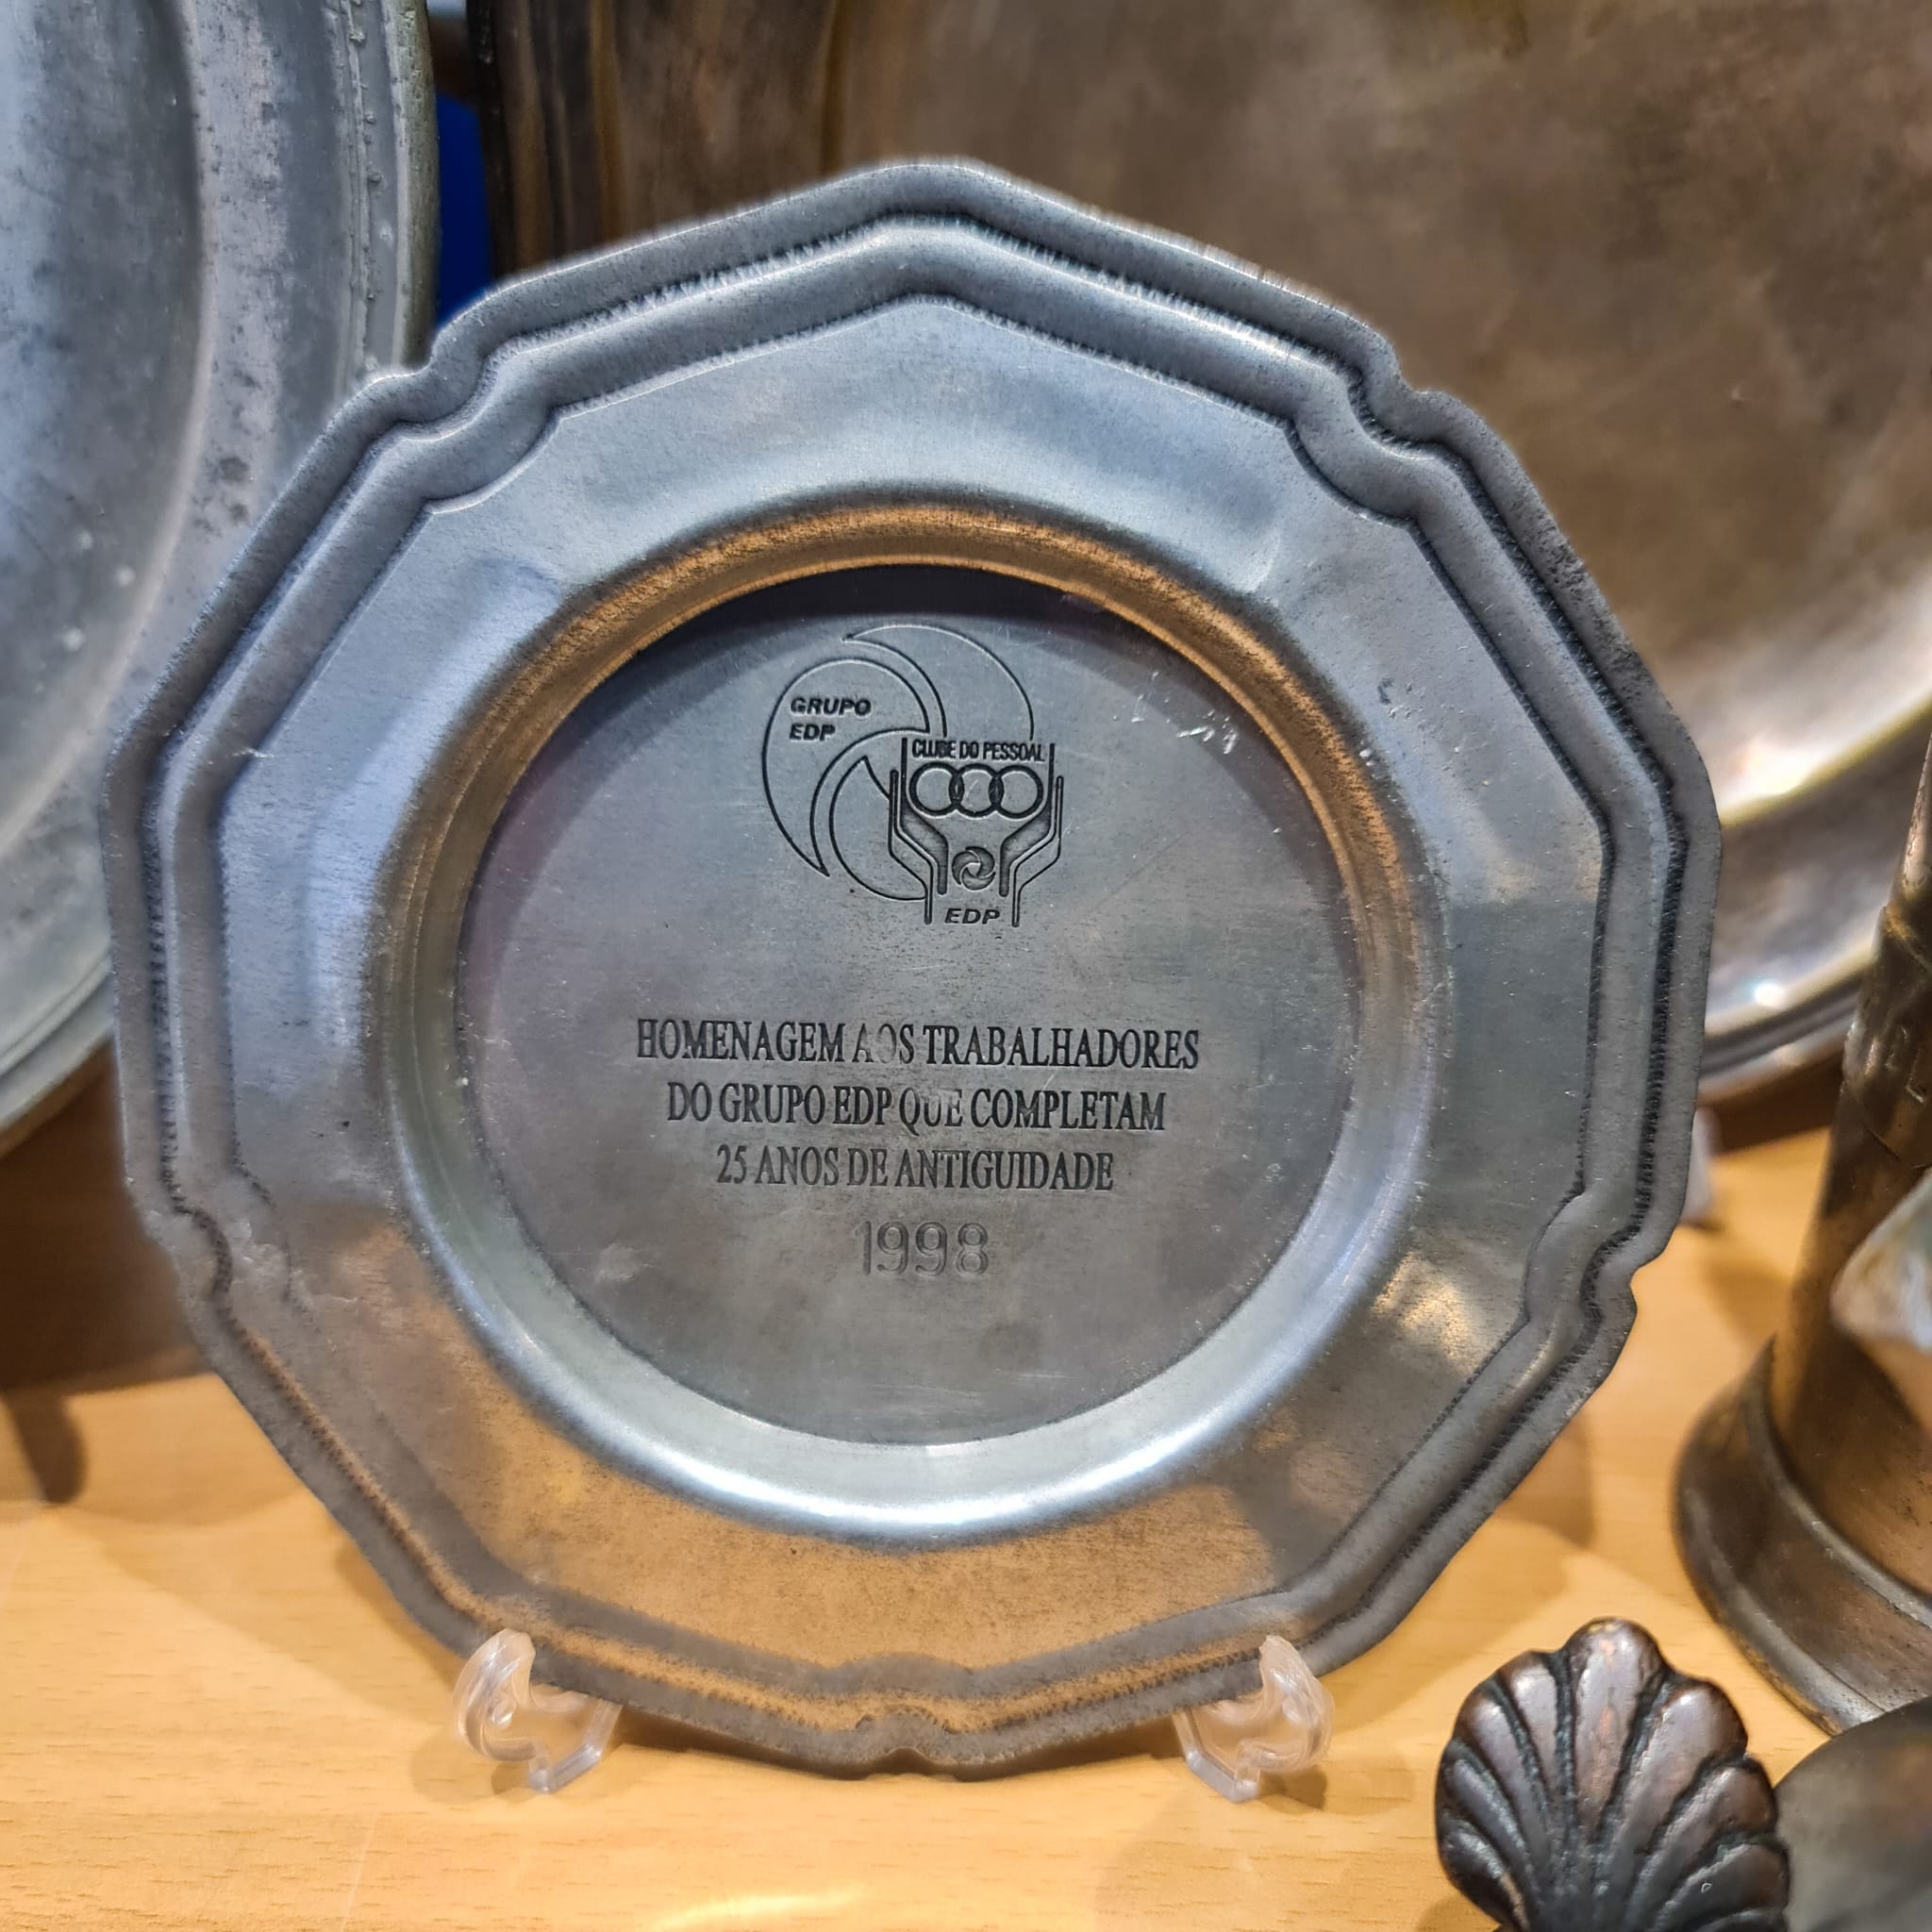 GRUPO
EDP
CLUBE DO PESSOAL
EDP
HOMENAGEM AOS TRABALHADORES
DO GRUPO EDP QUE COMPLETAM
25 ANOS DE ANTIGUIDADE
1998